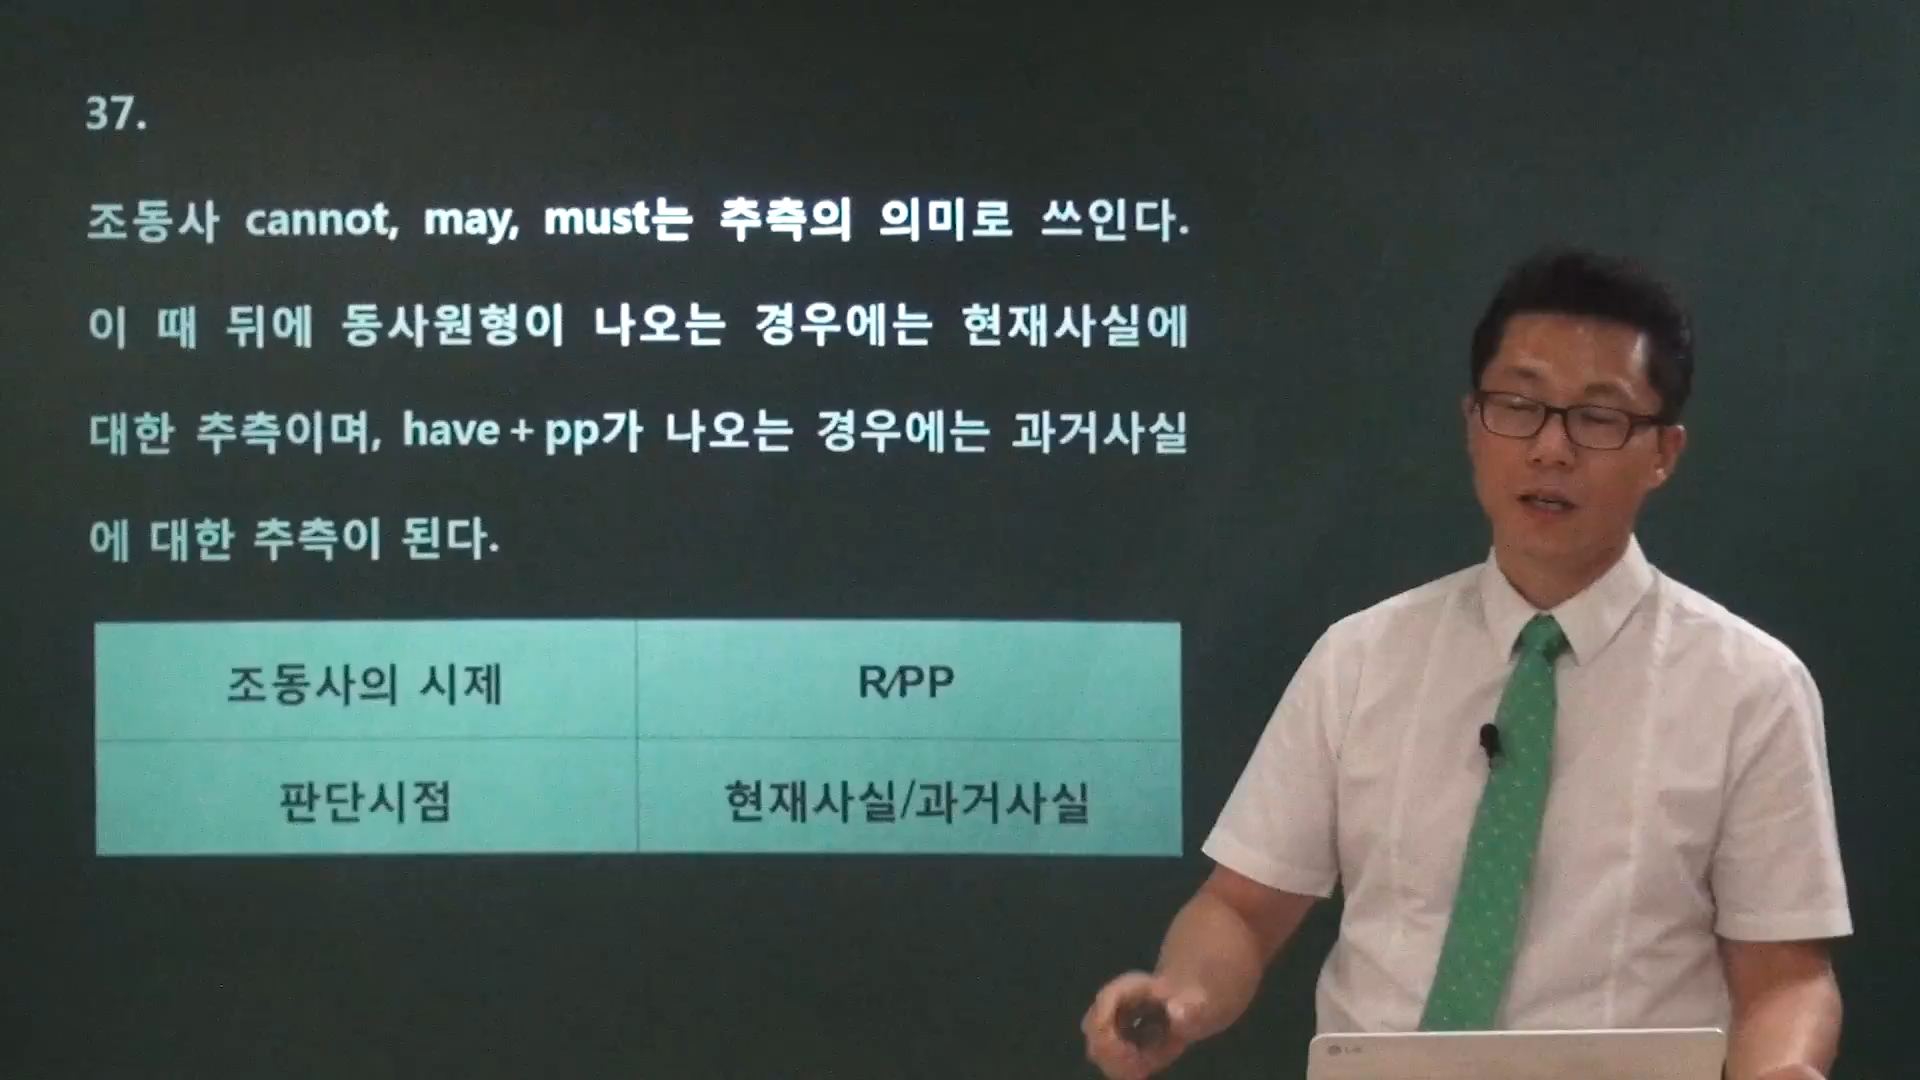 37.
조동사 cannot, may, must는 추측의 의미로 쓰인다.
이 때 뒤에 동사원형이 나오는 경우에는 현재사실에
대한 추측이며, have+pp가 나오는 경우에는 과거사실
에 대한 추측이 된다.
조동사의 시제 R/PP
판단시점 현재사실/과거사실
LG